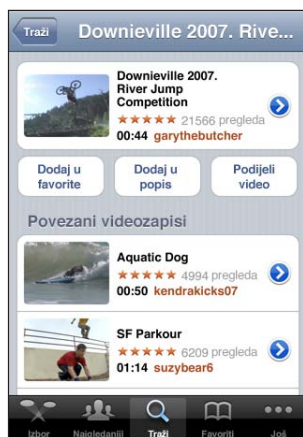 Traži
Downieville 2007. Rive...
Downieville 2007.
River Jump
Competition
21566 pregleda
00:44 garythebutcher
Dodaj u
favorite
Dodaj u
popis
Podijeli
video
Povezani videozapisi
Aquatic Dog
4994 pregleda
00:50 kendrakicks07
SF Parkour
6209 pregleda
01:14 suzybear6
Izbor
Najgledaniji
Traži
Favoriti
Još